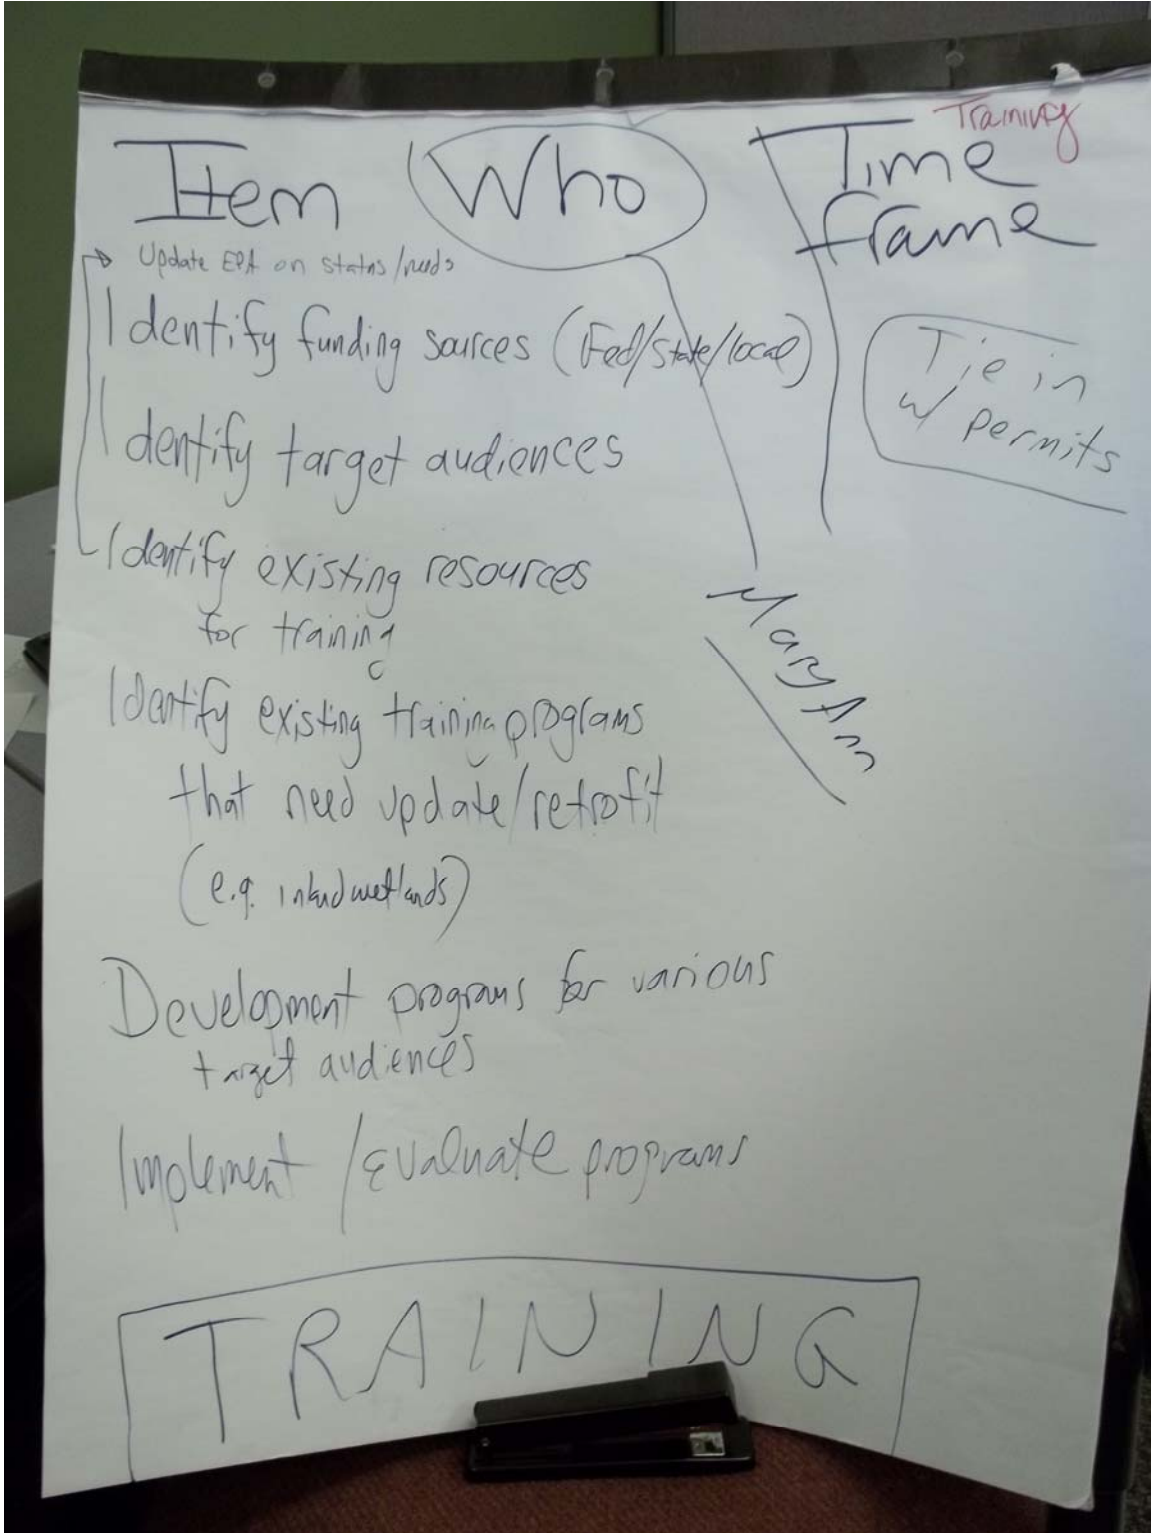 Training
Item Who Time
frame
Update EPA on status/needs
Identify funding sources (Fed/state/local)
Tie in
w/ permits
Identify target audiences
Identify existing resources
for training
Mary Ann
Identify existing training programs
that need update/retrofit
(e.g. inland wetlands)
Development programs for various
target audiences
Implement /Evaluate programs
TRAINING